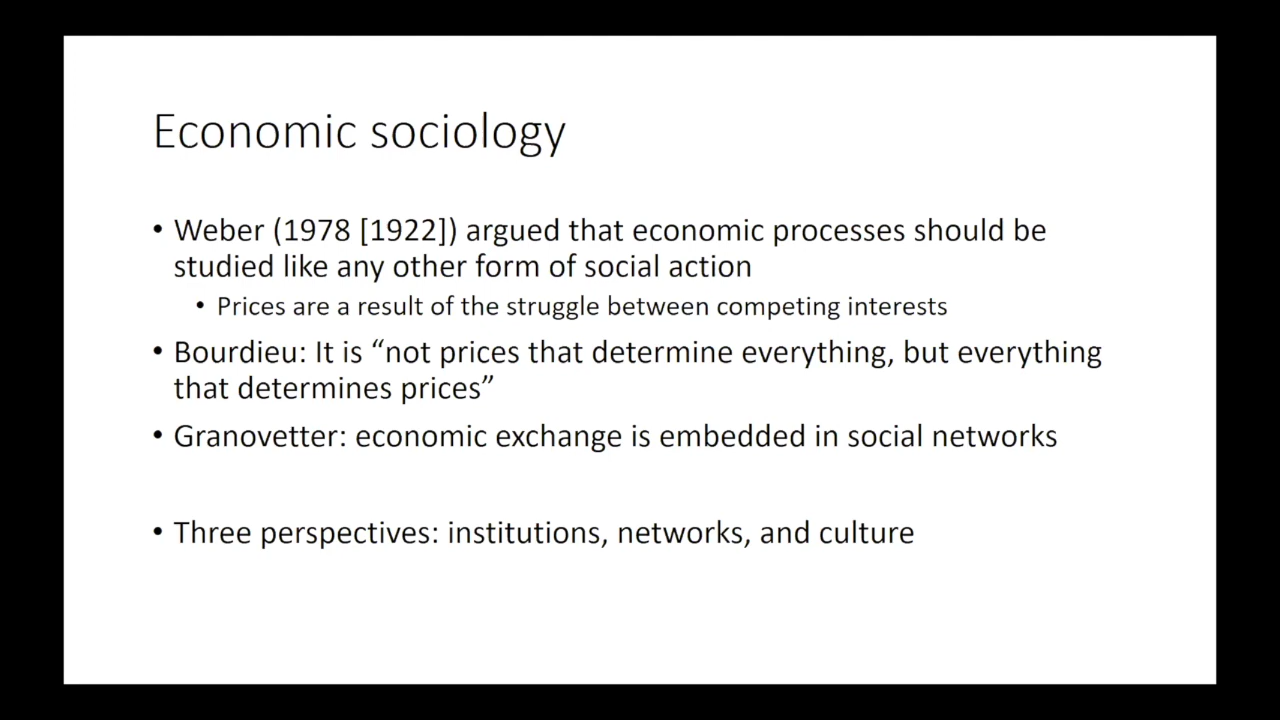 Economic sociology
• Weber (1978 [1922]) argued that economic processes should be
studied like any other form of social action
• Prices are a result of the struggle between competing interests
• Bourdieu: It is “not prices that determine everything, but everything
that determines prices”
• Granovetter: economic exchange is embedded in social networks
• Three perspectives: institutions, networks, and culture